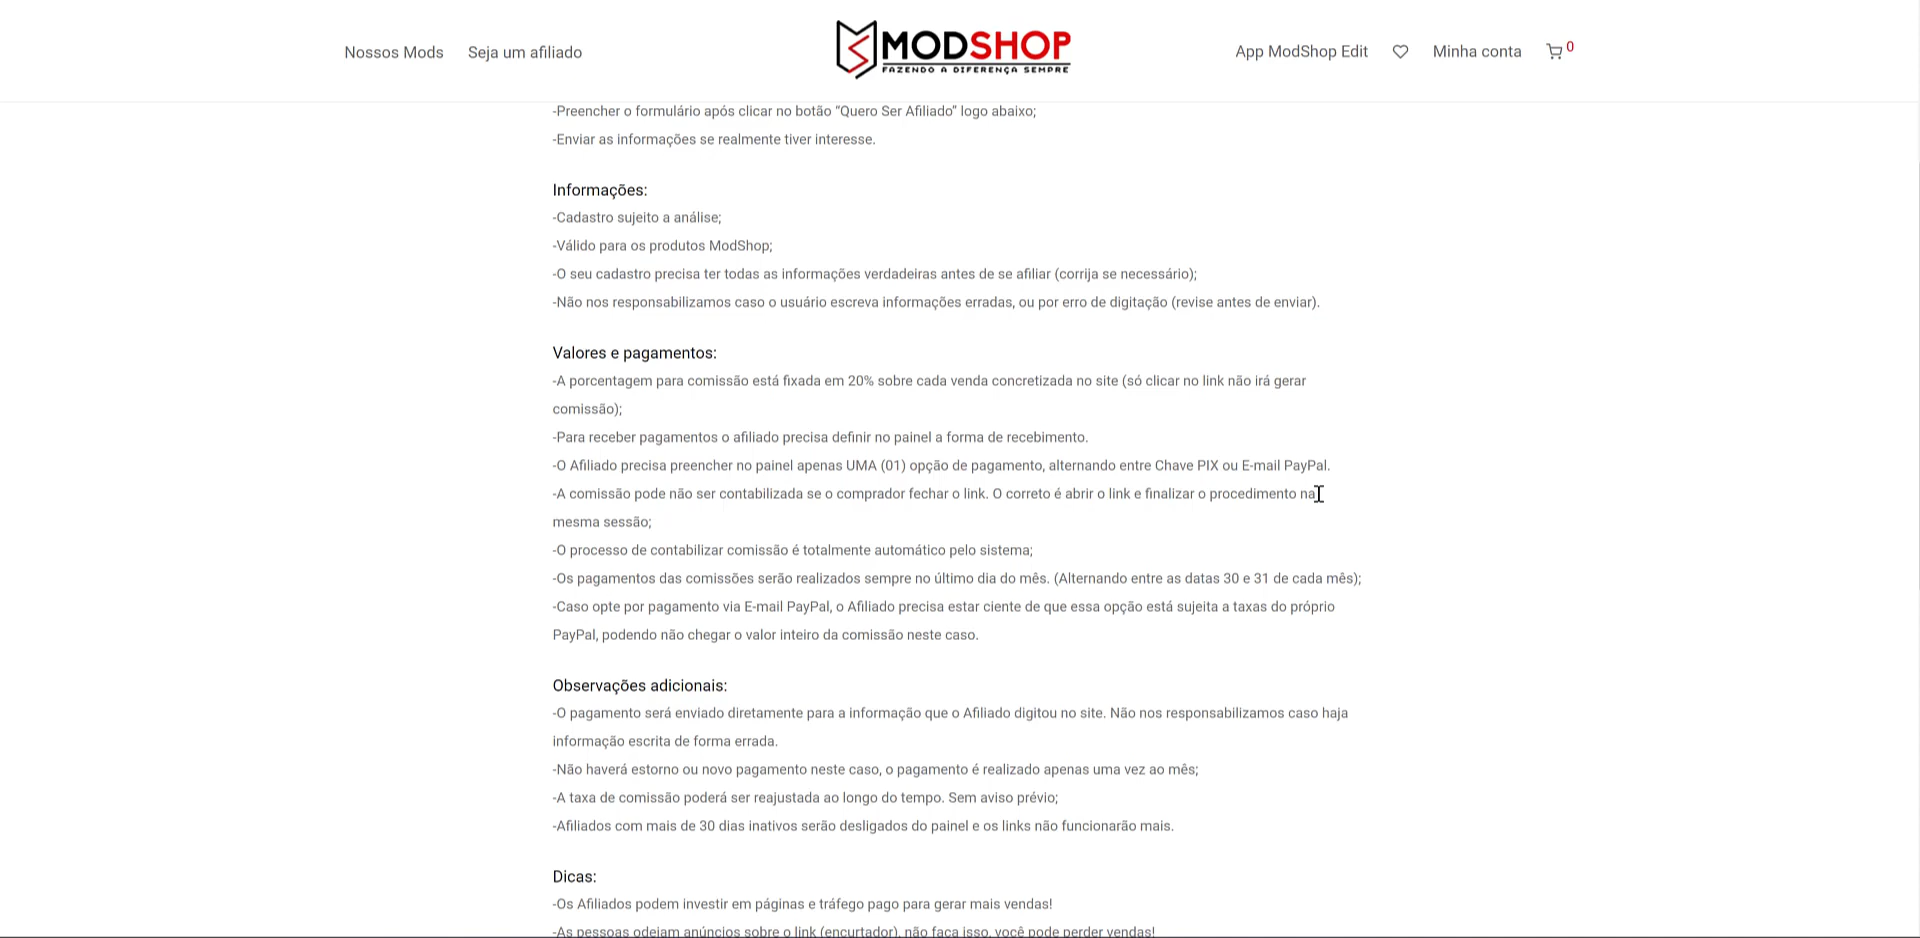 Nossos Mods Seja um afiliado MODSHOP App ModShop Edit Minha conta 0
FAZENDO A DIFERENÇA SEMPRE
-Preencher o formulário após clicar no botão “Quero Ser Afiliado” logo abaixo;
-Enviar as informações se realmente tiver interesse.
Informações:
-Cadastro sujeito a análise;
-Válido para os produtos ModShop;
-O seu cadastro precisa ter todas as informações verdadeiras antes de se afiliar (corrija se necessário);
-Não nos responsabilizamos caso o usuário escreva informações erradas, ou por erro de digitação (revise antes de enviar).
Valores e pagamentos:
-A porcentagem para comissão está fixada em 20% sobre cada venda concretizada no site (só clicar no link não irá gerar
comissão);
-Para receber pagamentos o afiliado precisa definir no painel a forma de recebimento.
-O Afiliado precisa preencher no painel apenas UMA (01) opção de pagamento, alternando entre Chave PIX ou E-mail PayPal.
-A comissão pode não ser contabilizada se o comprador fechar o link. O correto é abrir o link e finalizar o procedimento na
mesma sessão;
-O processo de contabilizar comissão é totalmente automático pelo sistema;
-Os pagamentos das comissões serão realizados sempre no último dia do mês. (Alternando entre as datas 30 e 31 de cada mês);
-Caso opte por pagamento via E-mail PayPal, o Afiliado precisa estar ciente de que essa opção está sujeita a taxas do próprio
PayPal, podendo não chegar o valor inteiro da comissão neste caso.
Observações adicionais:
-O pagamento será enviado diretamente para a informação que o Afiliado digitou no site. Não nos responsabilizamos caso haja
informação escrita de forma errada.
-Não haverá estorno ou novo pagamento neste caso, o pagamento é realizado apenas uma vez ao mês;
-A taxa de comissão poderá ser reajustada ao longo do tempo. Sem aviso prévio;
-Afiliados com mais de 30 dias inativos serão desligados do painel e os links não funcionarão mais.
Dicas:
-Os Afiliados podem investir em páginas e tráfego pago para gerar mais vendas!
-As pessoas odeiam anúncios sobre o link (encurtador), não faça isso, você pode perder vendas!